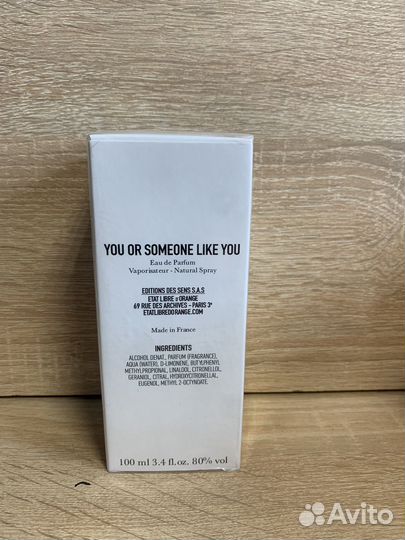 YOU OR SOMEONE LIKE YOU
Eau de Parfum
Vaporisateur - Natural Spray
EDITIONS DES SENS S.A.S
ETAT LIBRE d'ORANGE
69 RUE DES ARCHIVES - PARIS 3ᵉ
ETATLIBREDORANGE.COM
Made in France
INGREDIENTS
ALCOHOL DENAT., PARFUM (FRAGRANCE),
AQUA (WATER), D-LIMONENE, BUTYLPHENYL
METHYLPROPIONAL, LINALOOL, CITRONELLOL,
GERANIOL, CITRAL, HYDROXYCITRONELLAL,
EUGENOL, METHYL 2-OCTYNOATE.
100 ml 3.4 fl.oz. 80% vol
Avito